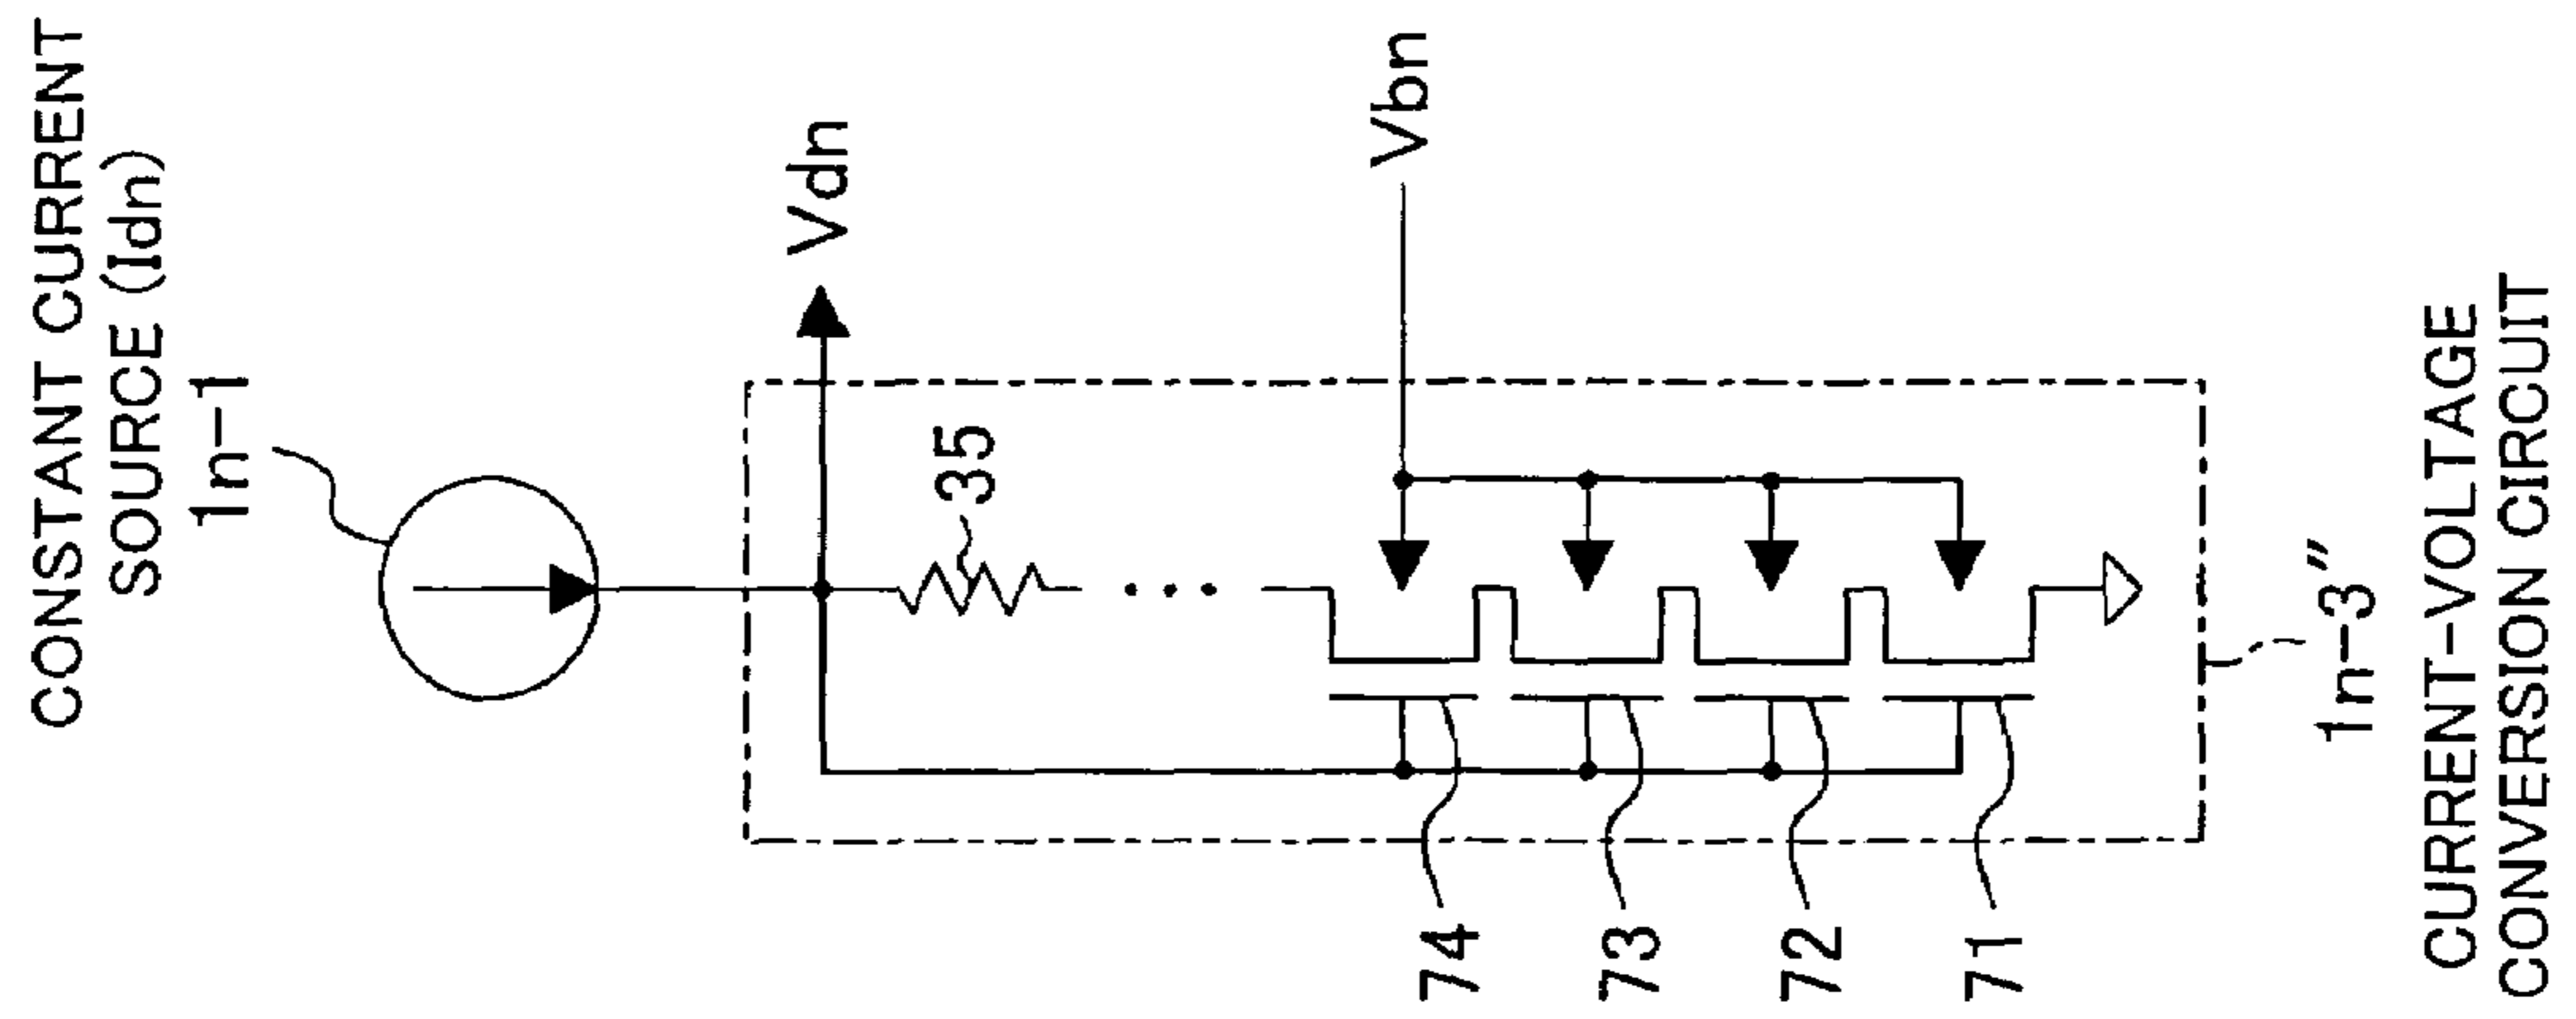 CONSTANT CURRENT
SOURCE (Idn)
1n-1
Vdn
35
Vbn
74
73
72
71
1n-3"
CURRENT-VOLTAGE
CONVERSION CIRCUIT